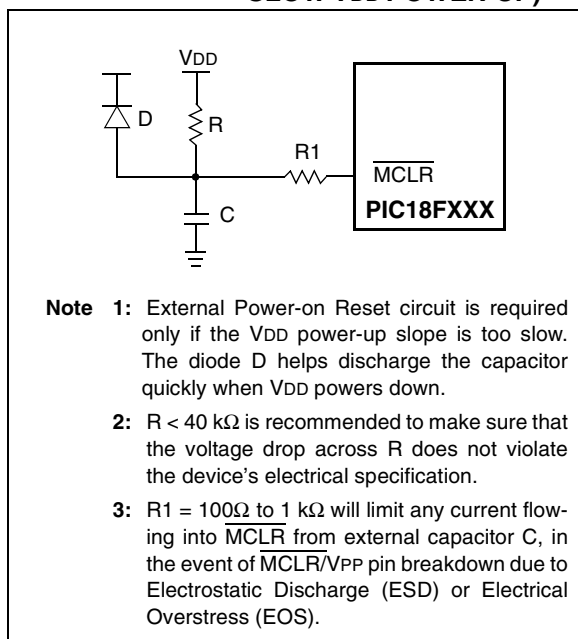 VDD
D
R
R1
MCLR
C
PIC18FXXX
Note 1: External Power-on Reset circuit is required
only if the VDD power-up slope is too slow.
The diode D helps discharge the capacitor
quickly when VDD powers down.
2: R < 40 kΩ is recommended to make sure that
the voltage drop across R does not violate
the device's electrical specification.
3: R1 = 100Ω to 1 kΩ will limit any current flow-
ing into MCLR from external capacitor C, in
the event of MCLR/VPP pin breakdown due to
Electrostatic Discharge (ESD) or Electrical
Overstress (EOS).